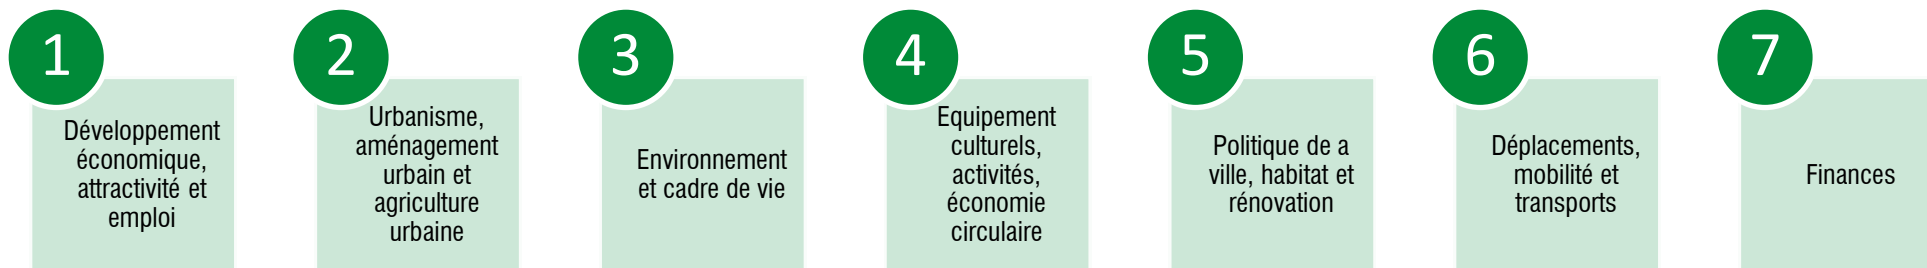 1
Développement
économique,
attractivité et
emploi
2
Urbanisme,
aménagement
urbain et
agriculture
urbaine
3
Environnement
et cadre de vie
4
Equipement
culturels,
activités,
économie
circulaire
5
Politique de a
ville, habitat et
rénovation
6
Déplacements,
mobilité et
transports
7
Finances